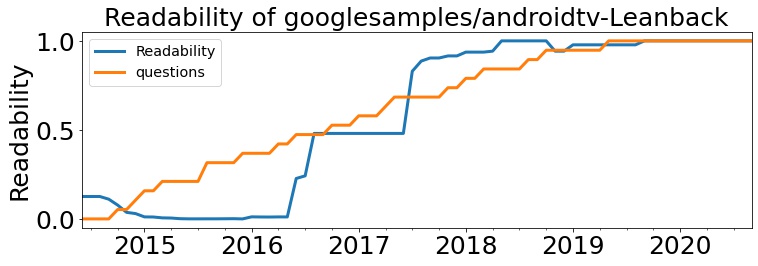 Readability of googlesamples/androidtv-Leanback
Readability
1.0
0.5
0.0
Readability
questions
2015 2016 2017 2018 2019 2020